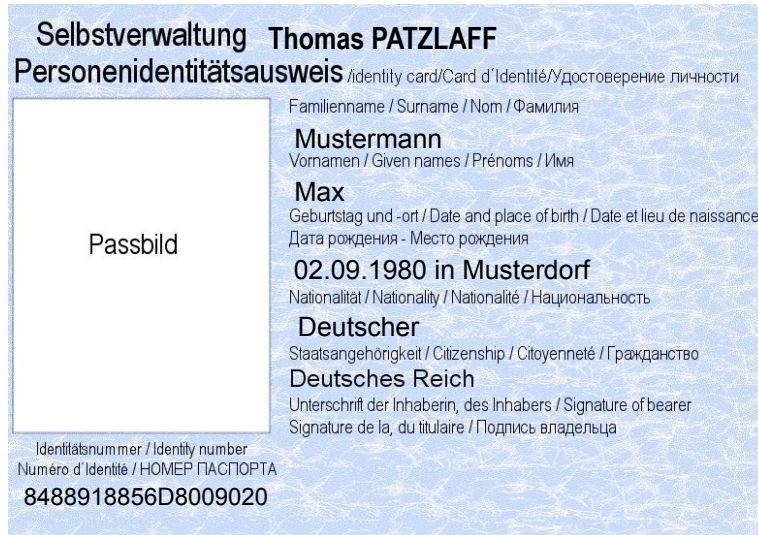 Selbstverwaltung Thomas PATZLAFF
Personenidentitätsausweis /identity card/Card d´Identité/Удостоверение личности
Familienname / Surname / Nom / Фамилия
Mustermann
Vornamen / Given names / Prénoms / Имя
Max
Geburtstag und -ort / Date and place of birth / Date et lieu de naissance
Дата рождения - Место рождения
02.09.1980 in Musterdorf
Nationalität / Nationality / Nationalité / Национальность
Deutscher
Staatsangehörigkeit / Citizenship / Citoyenneté / Гражданство
Deutsches Reich
Unterschrift der Inhaberin, des Inhabers / Signature of bearer
Signature de la, du titulaire / Подпись владельца
Passbild
Identitätsnummer / Identity number
Numéro d´Identité / НОМЕР ПАСПОРТА
8488918856D8009020